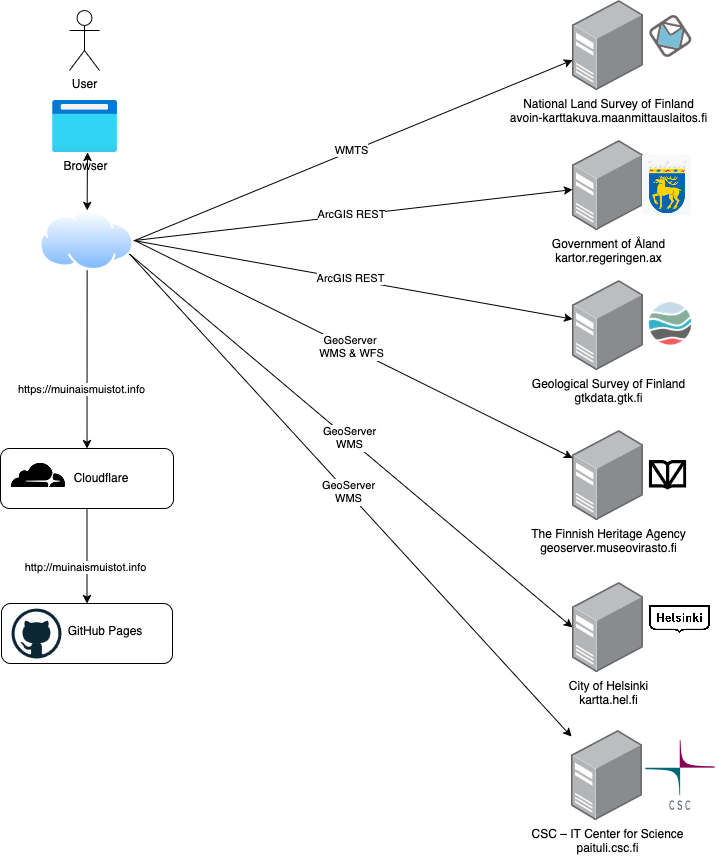 User
Browser
https://muinaismuistot.info
Cloudflare
http://muinaismuistot.info
GitHub Pages
WMTS
ArcGIS REST
ArcGIS REST
GeoServer
WMS & WFS
GeoServer
WMS
GeoServer
WMS
National Land Survey of Finland
avoin-karttakuva.maanmittauslaitos.fi
Government of Åland
kartor.regeringen.ax
Geological Survey of Finland
gtkdata.gtk.fi
The Finnish Heritage Agency
geoserver.museovirasto.fi
Helsinki
City of Helsinki
kartta.hel.fi
CSC
CSC – IT Center for Science
paituli.csc.fi